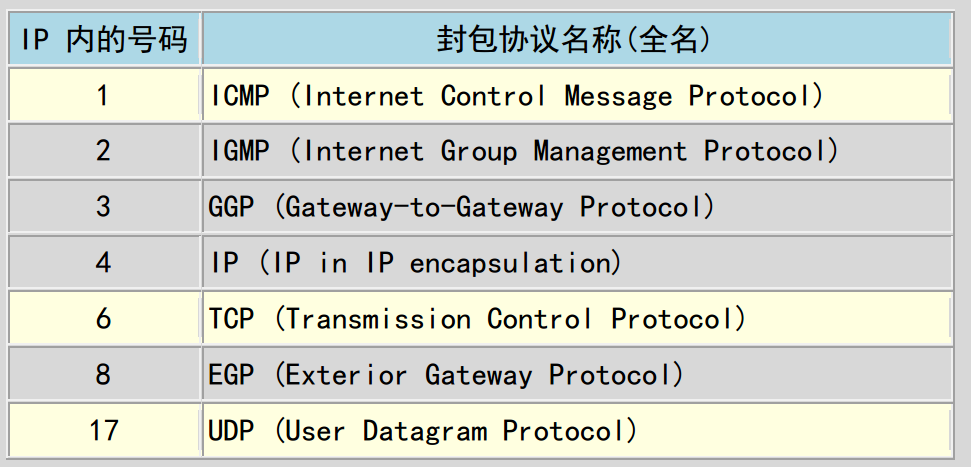 IP 内的号码 封包协议名称(全名)
1 ICMP (Internet Control Message Protocol)
2 IGMP (Internet Group Management Protocol)
3 GGP (Gateway-to-Gateway Protocol)
4 IP (IP in IP encapsulation)
6 TCP (Transmission Control Protocol)
8 EGP (Exterior Gateway Protocol)
17 UDP (User Datagram Protocol)